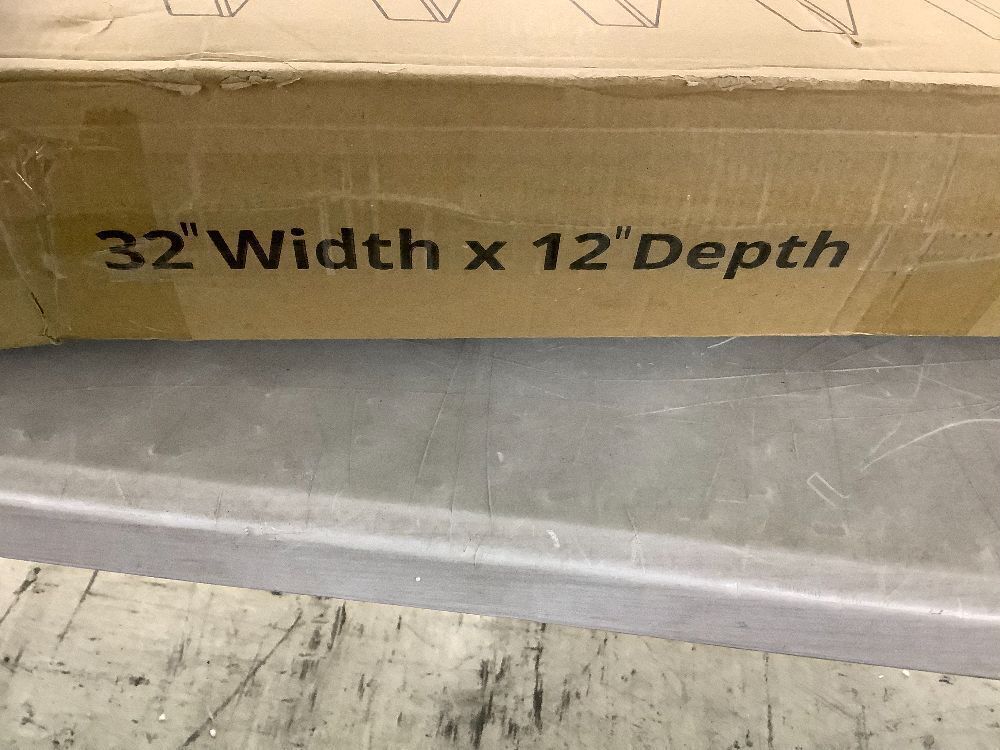 32" Width x 12" Depth